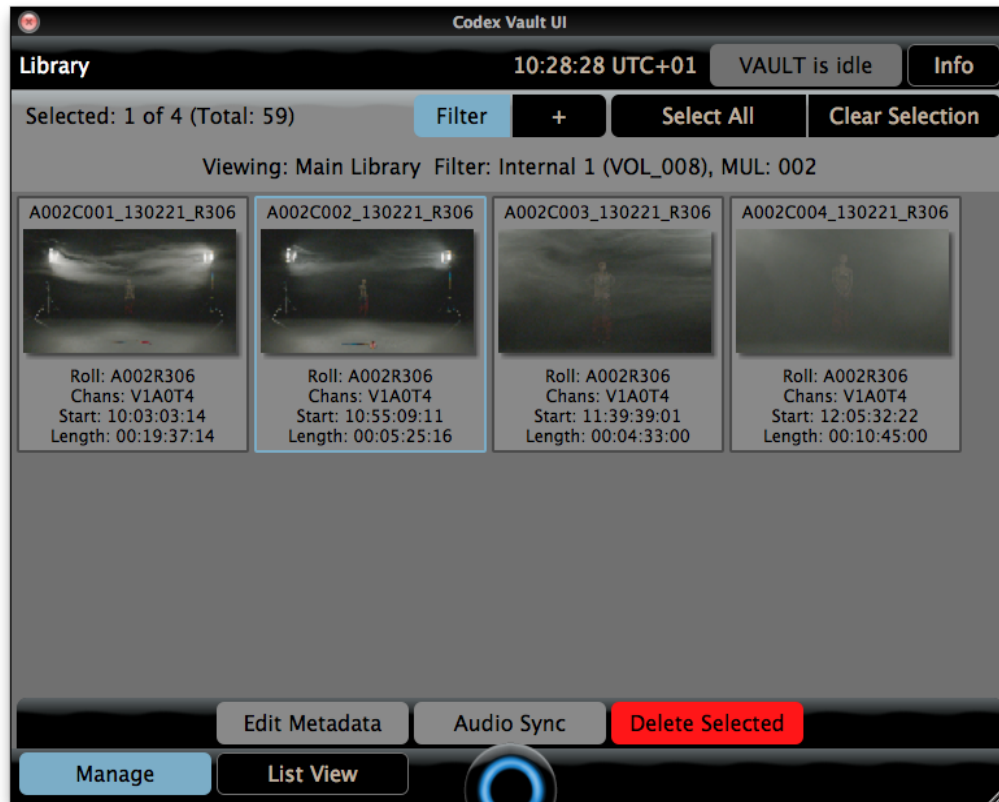 Codex Vault UI
Library 10:28:28 UTC+01 VAULT is idle Info
Selected: 1 of 4 (Total: 59) Filter + Select All Clear Selection
Viewing: Main Library Filter: Internal 1 (VOL_008), MUL: 002
A002C001_130221_R306 A002C002_130221_R306 A002C003_130221_R306 A002C004_130221_R306
Roll: A002R306 Roll: A002R306 Roll: A002R306 Roll: A002R306
Chans: V1A0T4 Chans: V1A0T4 Chans: V1A0T4 Chans: V1A0T4
Start: 10:03:03:14 Start: 10:55:09:11 Start: 11:39:39:01 Start: 12:05:32:22
Length: 00:19:37:14 Length: 00:05:25:16 Length: 00:04:33:00 Length: 00:10:45:00
Edit Metadata Audio Sync Delete Selected
Manage List View